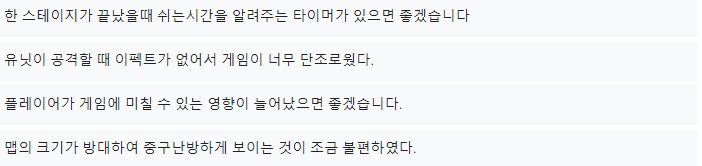 한 스테이지가 끝났을때 쉬는시간을 알려주는 타이머가 있으면 좋겠습니다
유닛이 공격할 때 이펙트가 없어서 게임이 너무 단조로웠다.
플레이어가 게임에 미칠 수 있는 영향이 늘어났으면 좋겠습니다.
맵의 크기가 방대하여 중구난방하게 보이는 것이 조금 불편하였다.